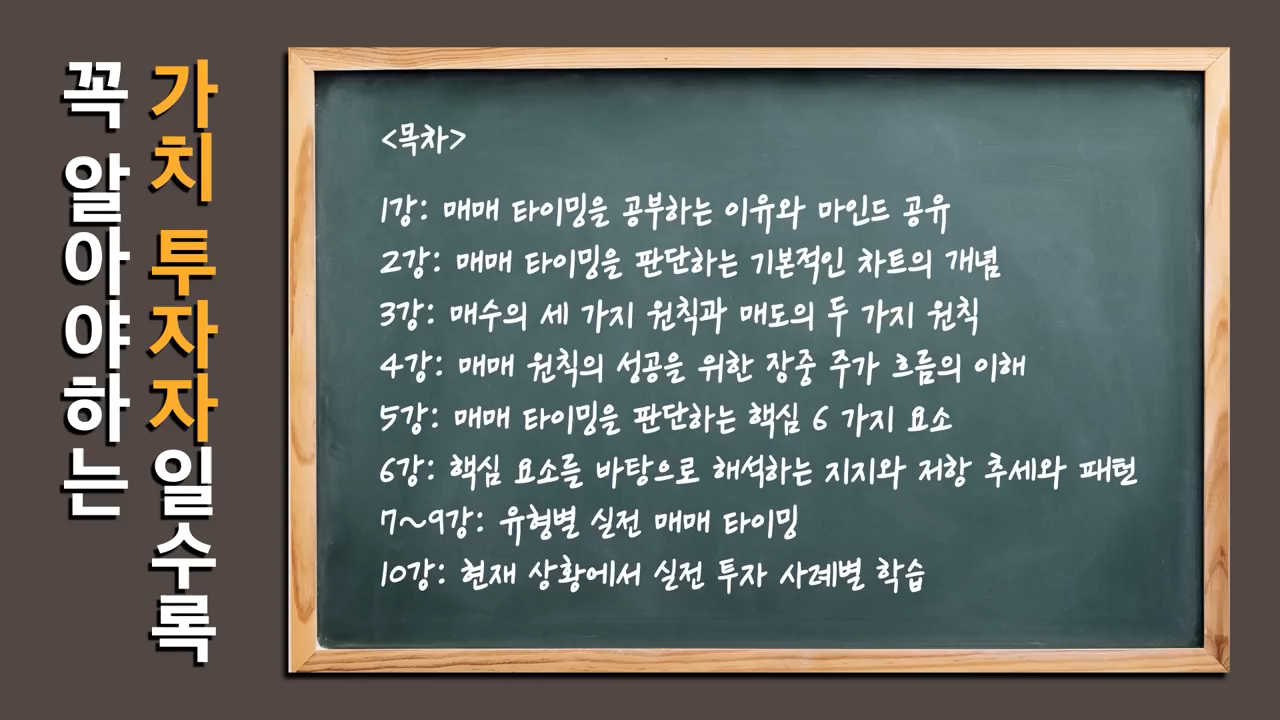 가치 투자자일수록
꼭 알아야하는
<목차>
1강: 매매 타이밍을 공부하는 이유와 마인드 공유
2강: 매매 타이밍을 판단하는 기본적인 차트의 개념
3강: 매수의 세 가지 원칙과 매도의 두 가지 원칙
4강: 매매 원칙의 성공을 위한 장중 주가 흐름의 이해
5강: 매매 타이밍을 판단하는 핵심 6 가지 요소
6강: 핵심 요소를 바탕으로 해석하는 지지와 저항 추세와 패턴
7~9강: 유형별 실전 매매 타이밍
10강: 현재 상황에서 실전 투자 사례별 학습